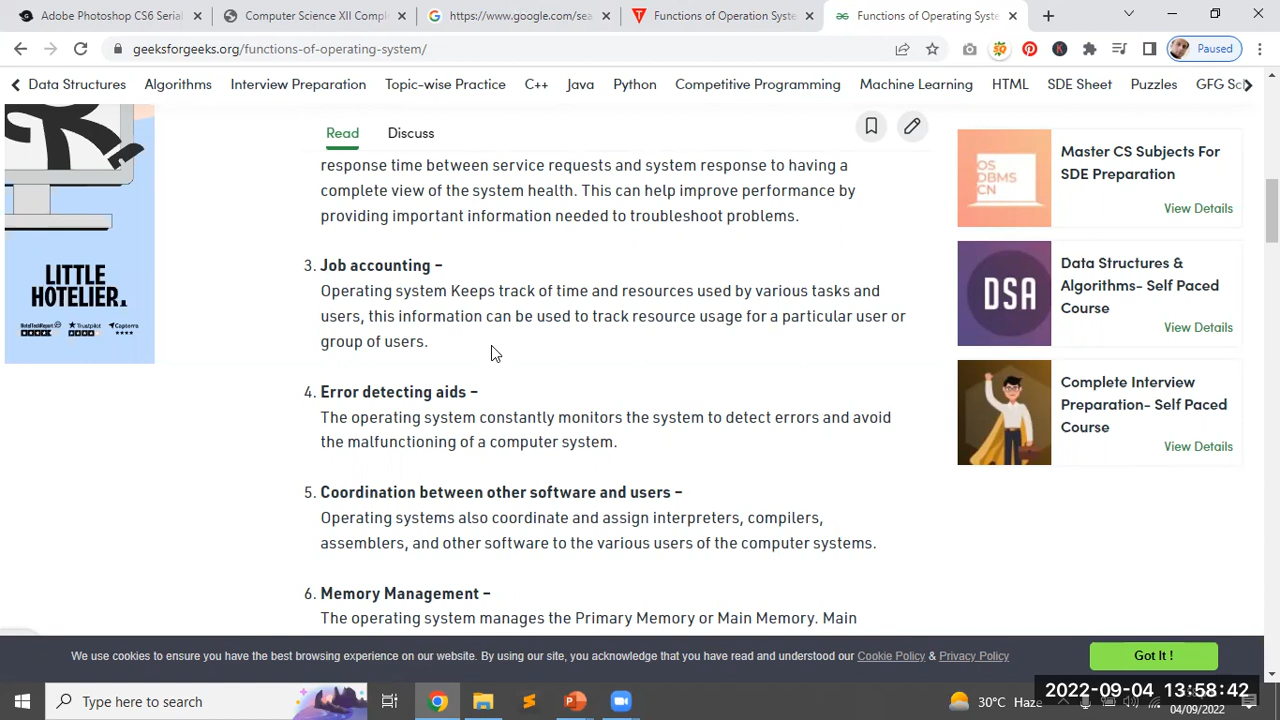 Adobe Photoshop CS6 Serial
Computer Science XII Compl
https://www.google.com/sea
Functions of Operation Syste
Functions of Operating Syste
geeksforgeeks.org/functions-of-operating-system/
Paused
Data Structures
Algorithms
Interview Preparation
Topic-wise Practice
C++
Java
Python
Competitive Programming
Machine Learning
HTML
SDE Sheet
Puzzles
GFG Sch
Read
Discuss
response time between service requests and system response to having a
complete view of the system health. This can help improve performance by
providing important information needed to troubleshoot problems.
3. Job accounting –
Operating system Keeps track of time and resources used by various tasks and
users, this information can be used to track resource usage for a particular user or
group of users.
4. Error detecting aids –
The operating system constantly monitors the system to detect errors and avoid
the malfunctioning of a computer system.
5. Coordination between other software and users –
Operating systems also coordinate and assign interpreters, compilers,
assemblers, and other software to the various users of the computer systems.
6. Memory Management –
The operating system manages the Primary Memory or Main Memory. Main
LITTLE
HOTELIER.
HotelTechReport
Trustpilot
Capterra
OS
DBMS
CN
Master CS Subjects For
SDE Preparation
View Details
DSA
Data Structures &
Algorithms- Self Paced
Course
View Details
Complete Interview
Preparation- Self Paced
Course
View Details
We use cookies to ensure you have the best browsing experience on our website. By using our site, you acknowledge that you have read and understood our Cookie Policy & Privacy Policy
Got It !
Type here to search
30°C Haze
2022-09-04 13:58:42
04/09/2022